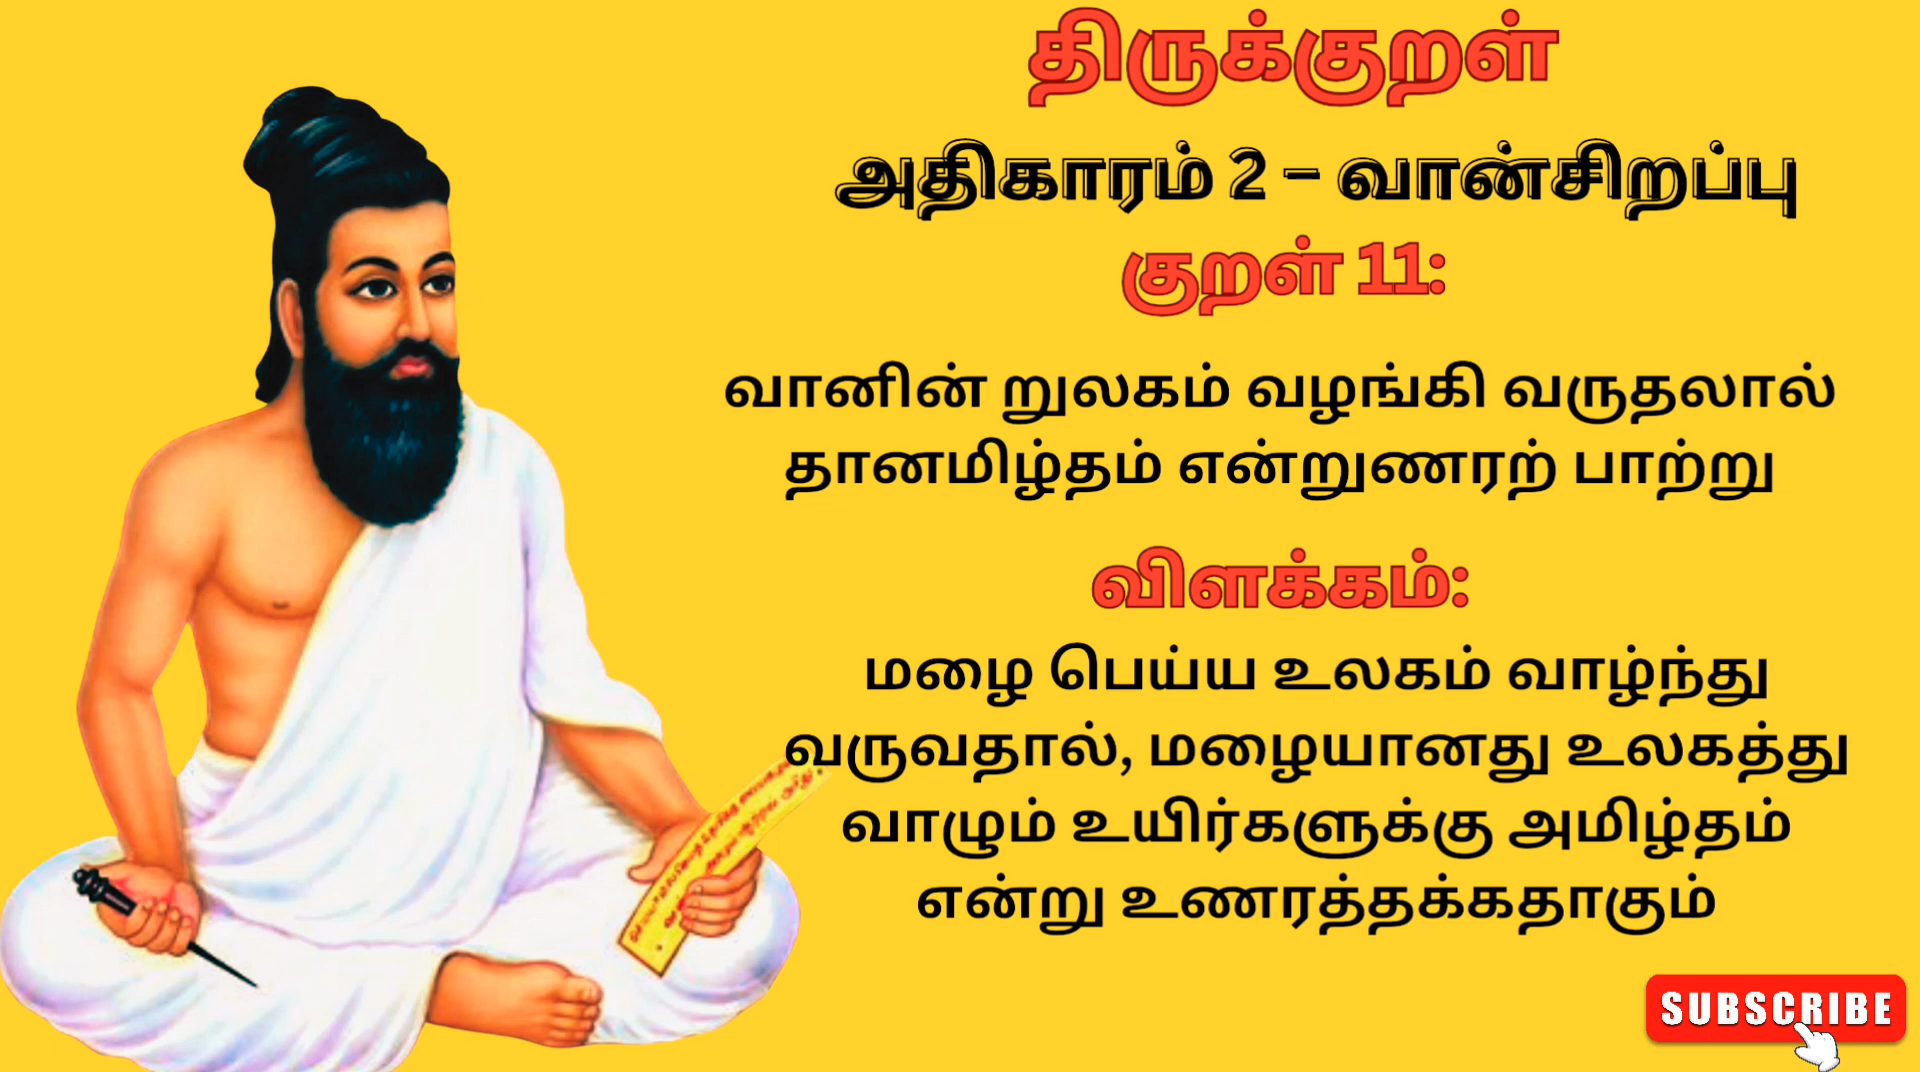 திருக்குறள்
அதிகாரம் 2 – வான்சிறப்பு
குறள் 11:
வானின் றுலகம் வழங்கி வருதலால்
தானமிழ்தம் என்றுணரற் பாற்று
விளக்கம்:
மழை பெய்ய உலகம் வாழ்ந்து
வருவதால், மழையானது உலகத்து
வாழும் உயிர்களுக்கு அமிழ்தம்
என்று உணரத்தக்கதாகும்
SUBSCRIBE